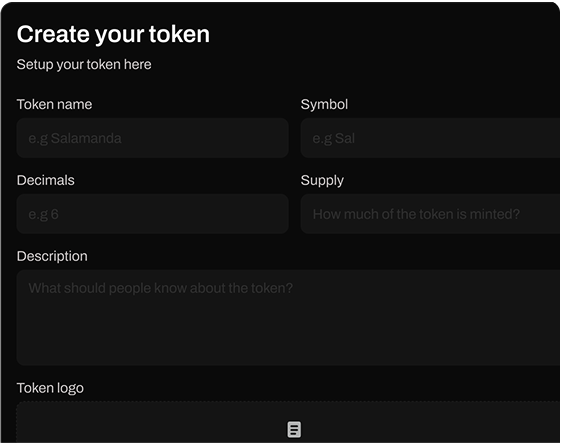 Create your token
Setup your token here
Token name
Symbol
e.g Salamanda
e.g Sal
Decimals
Supply
e.g 6
How much of the token is minted?
Description
What should people know about the token?
Token logo